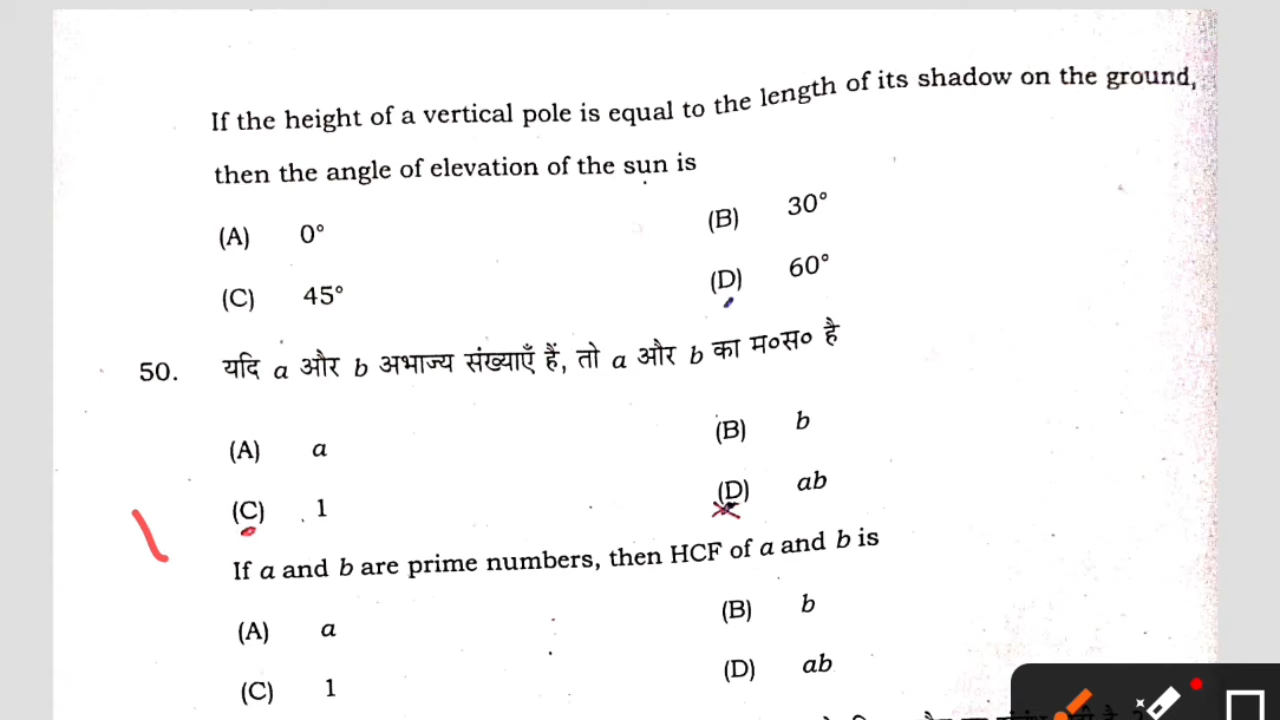 If the height of a vertical pole is equal to the length of its shadow on the ground,
then the angle of elevation of the sun is
(A) 0° (B) 30°
(C) 45° (D) 60°
50. यदि a और b अभाज्य संख्याएँ हैं, तो a और b का म०स० है
(A) a (B) b
(C) 1 (D) ab
If a and b are prime numbers, then HCF of a and b is
(A) a (B) b
(C) 1 (D) ab